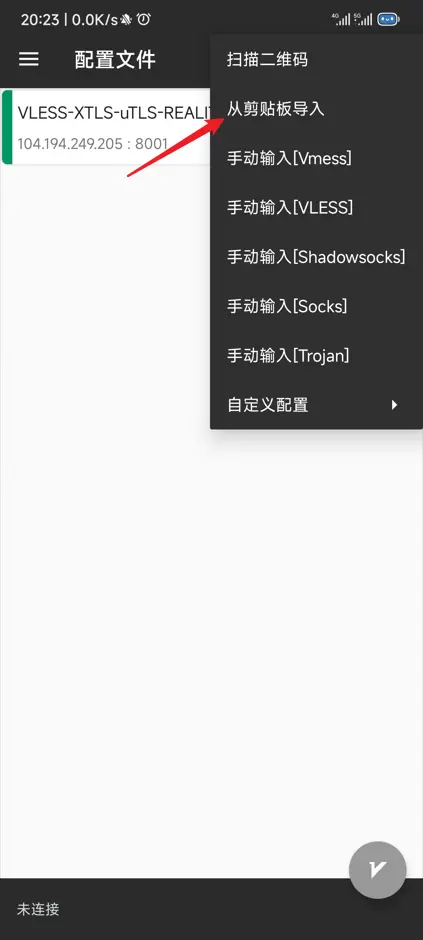 20:23 | 0.0K/s
4G 5G
配置文件
扫描二维码
VLESS-XTLS-uTLS-REALI
从剪贴板导入
104.194.249.205 : 8001
手动输入[Vmess]
手动输入[VLESS]
手动输入[Shadowsocks]
手动输入[Socks]
手动输入[Trojan]
自定义配置
未连接